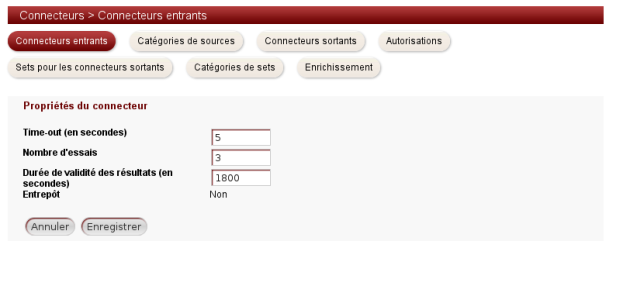 Connecteurs > Connecteurs entrants
Connecteurs entrants Catégories de sources Connecteurs sortants Autorisations
Sets pour les connecteurs sortants Catégories de sets Enrichissement
Propriétés du connecteur
Time-out (en secondes) 5
Nombre d'essais 3
Durée de validité des résultats (en secondes) 1800
Entrepôt Non
Annuler Enregistrer